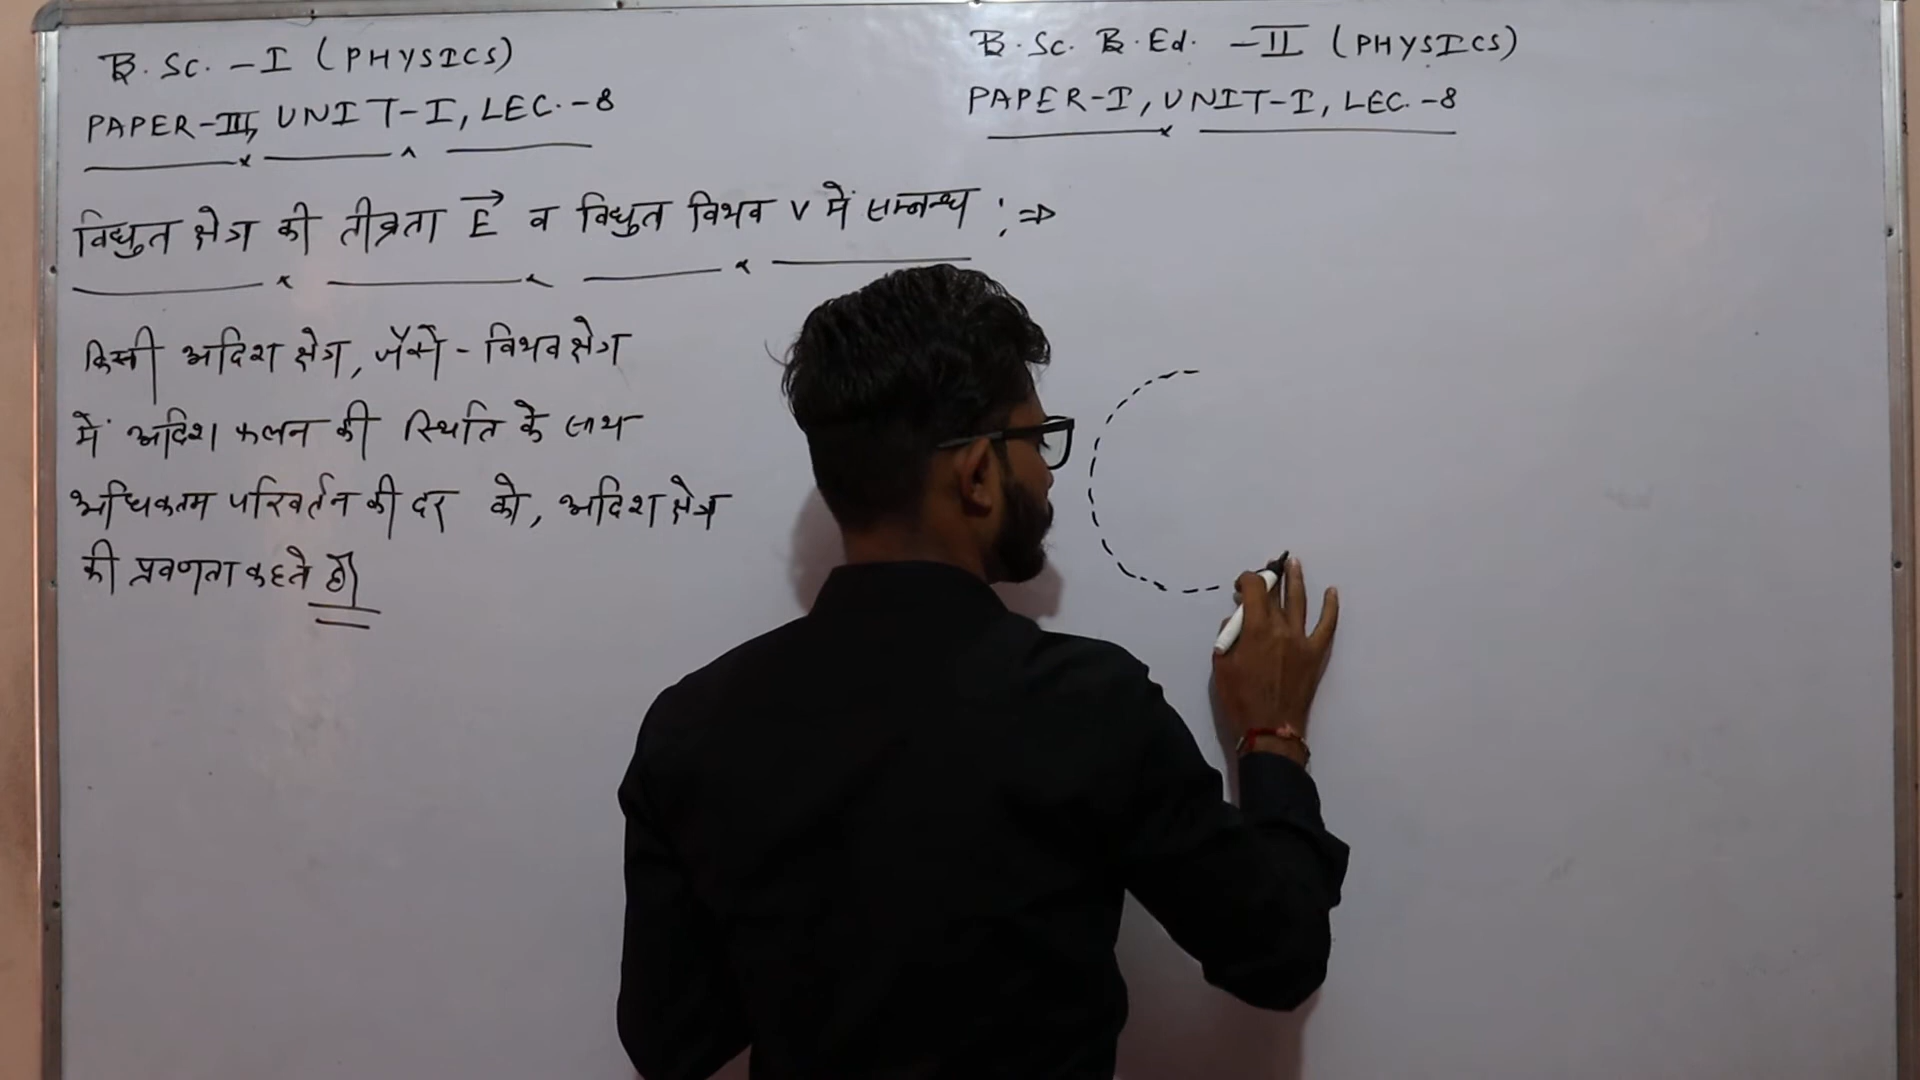 B.Sc. -I (PHYSICS)
PAPER-III, UNIT-I, LEC.-8
B.Sc. B.Ed. -II (PHYSICS)
PAPER-I, UNIT-I, LEC.-8
विधुत क्षेत्र की तीव्रता E व विधुत विभव V में सम्बन्ध :⇒
किसी अदिश क्षेत्र, जैसे - विभव क्षेत्र
में अदिश फलन की स्थिति के साथ
अधिकतम परिवर्तन की दर को, अदिश क्षेत्र
की प्रवणता कहते हैं।